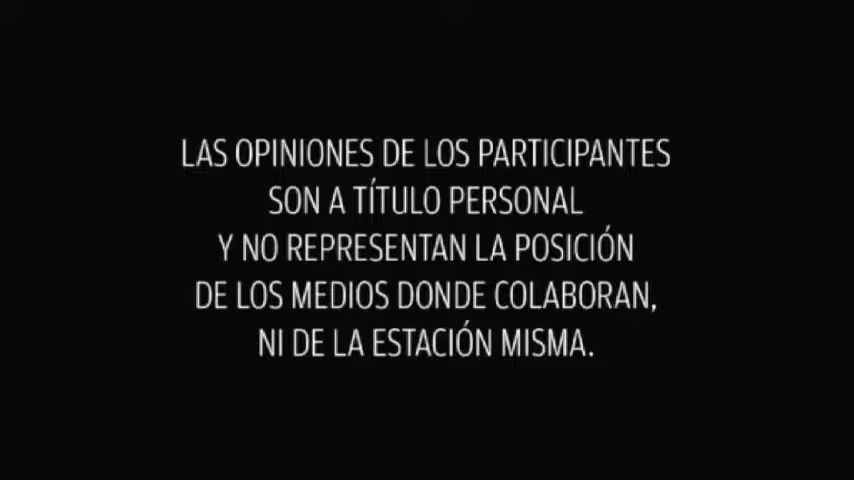 LAS OPINIONES DE LOS PARTICIPANTES
SON A TÍTULO PERSONAL
Y NO REPRESENTAN LA POSICIÓN
DE LOS MEDIOS DONDE COLABORAN,
NI DE LA ESTACIÓN MISMA.